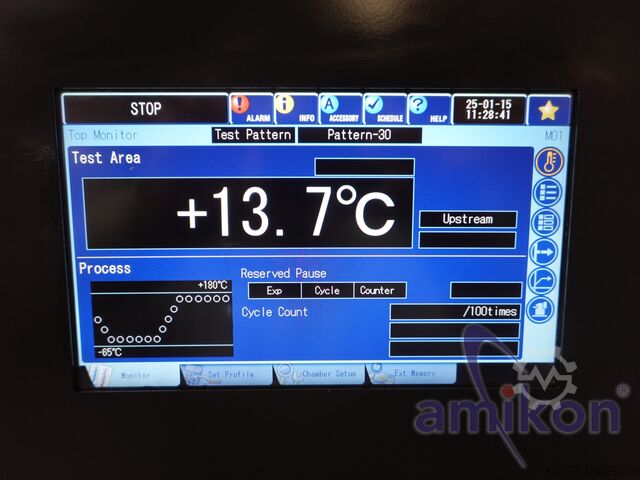 STOP
ALARM
INFO
ACCESSORY
SCHEDULE
HELP
25-01-15
11:28:41
Top Monitor
Test Pattern
Pattern-30
M01
Test Area
+13.7℃
Upstream
Process
+180℃
-65℃
Reserved Pause
Exp
Cycle
Counter
Cycle Count
/100times
Monitor
Set Profile
Chamber Setup
Ext Memory
amikon®